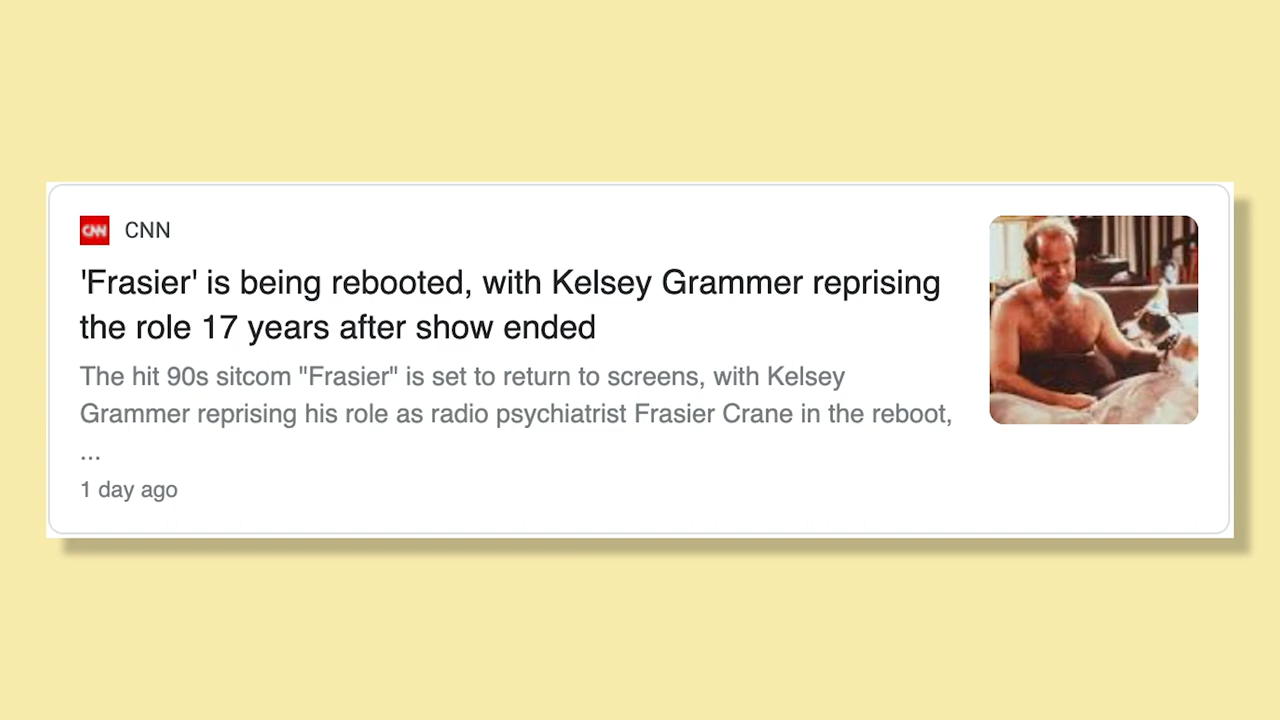 CNN CNN
'Frasier' is being rebooted, with Kelsey Grammer reprising
the role 17 years after show ended
The hit 90s sitcom "Frasier" is set to return to screens, with Kelsey
Grammer reprising his role as radio psychiatrist Frasier Crane in the reboot,
...
1 day ago